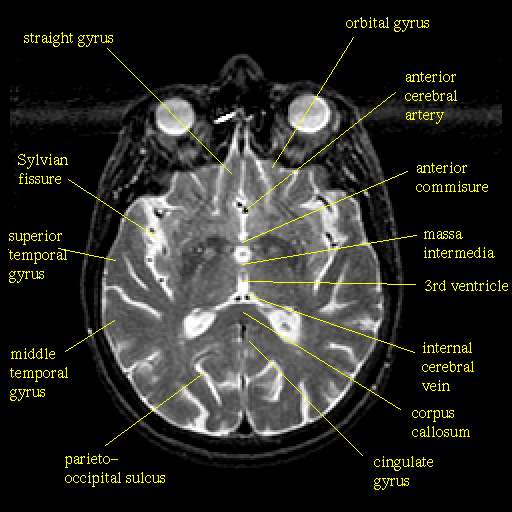 straight gyrus
orbital gyrus
anterior
cerebral
artery
Sylvian
fissure
anterior
commisure
superior
temporal
gyrus
massa
intermedia
3rd ventricle
middle
temporal
gyrus
internal
cerebral
vein
corpus
callosum
parieto-
occipital sulcus
cingulate
gyrus